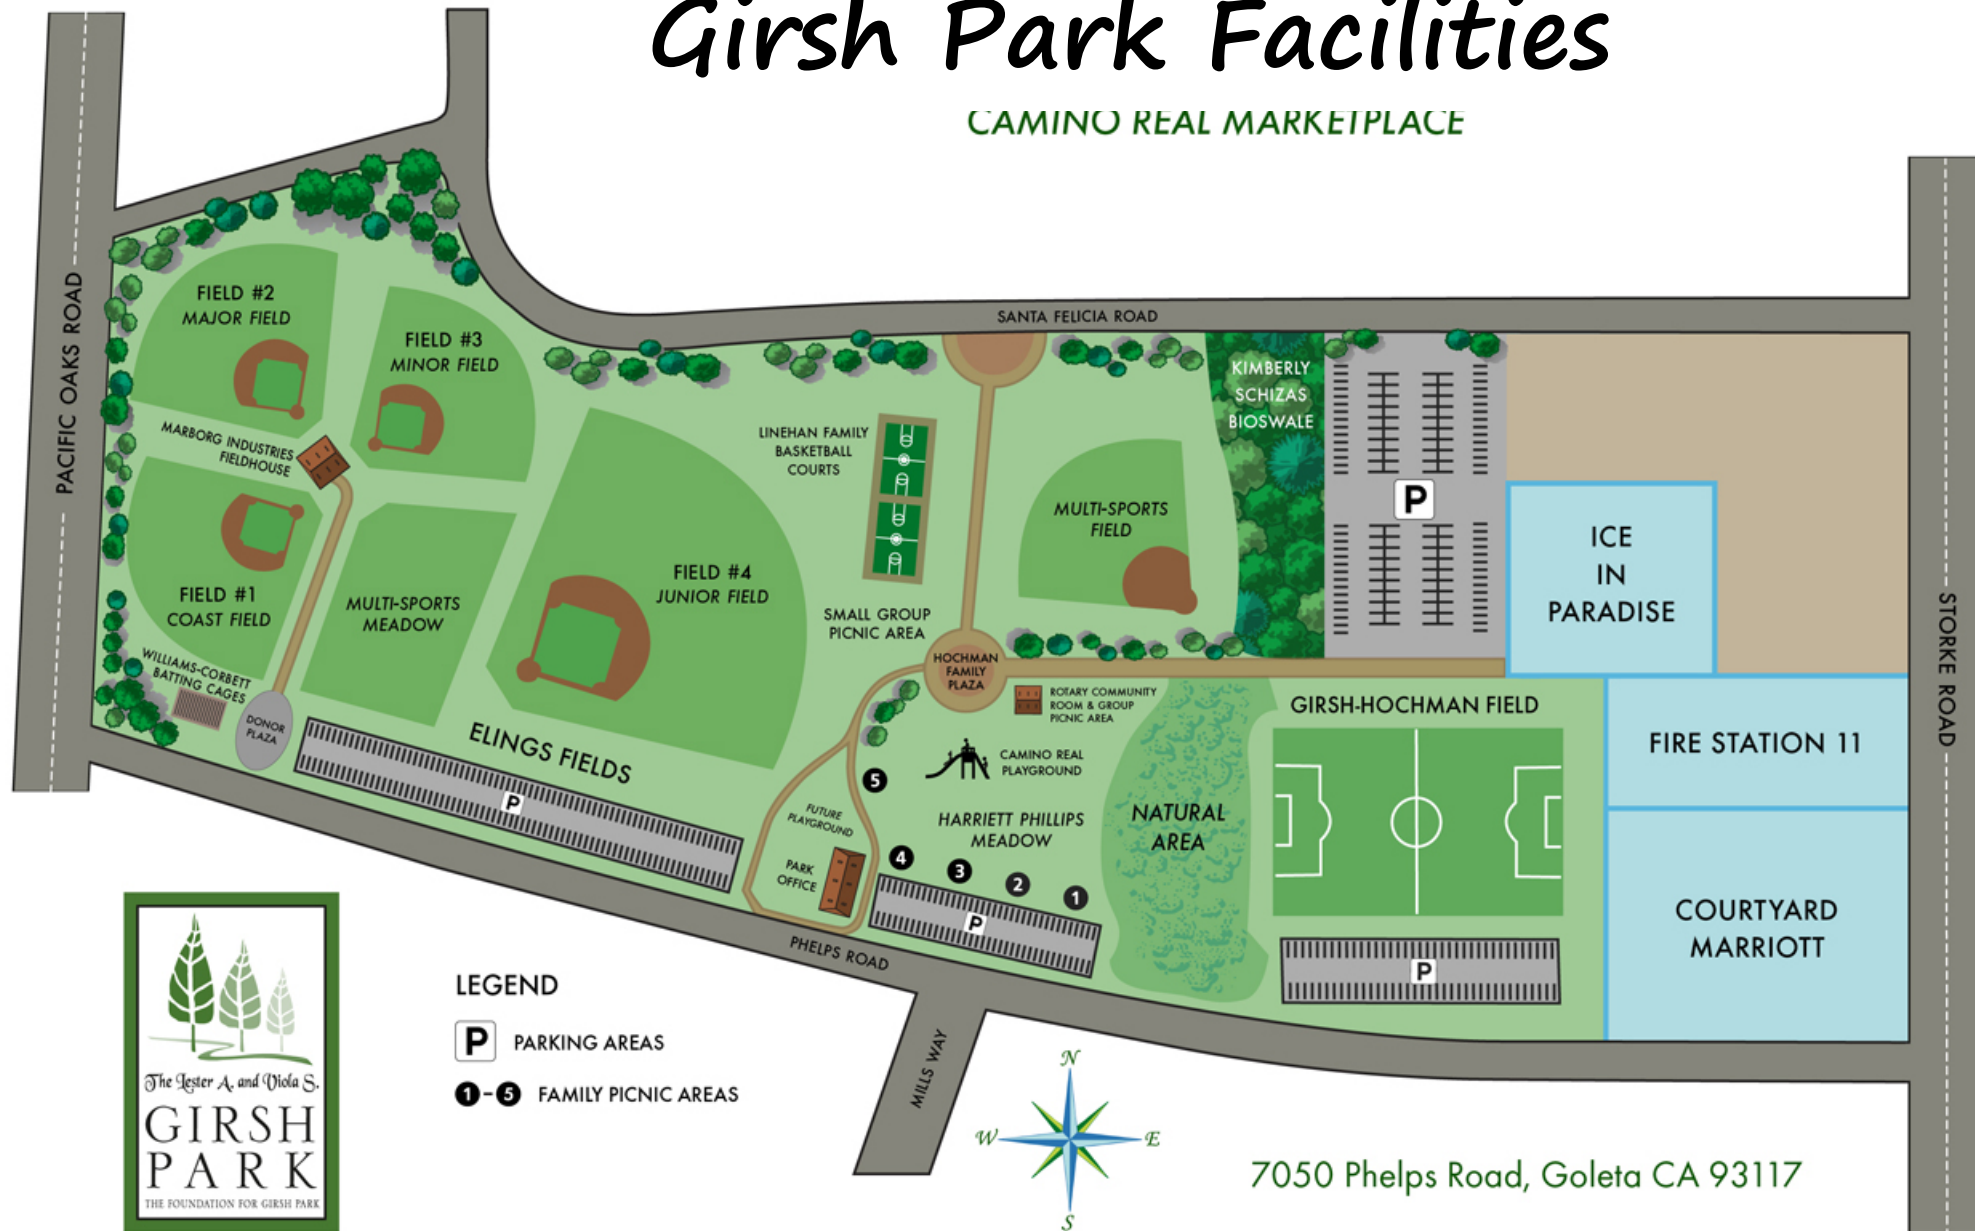 Girsh Park Facilities
CAMINO REAL MARKETPLACE
PACIFIC OAKS ROAD
SANTA FELICIA ROAD
STORKE ROAD
FIELD #2
MAJOR FIELD
FIELD #3
MINOR FIELD
MARBORG INDUSTRIES
FIELDHOUSE
FIELD #1
COAST FIELD
MULTI-SPORTS
MEADOW
FIELD #4
JUNIOR FIELD
WILLIAMS-CORBETT
BATTING CAGES
DONOR
PLAZA
ELINGS FIELDS
P
LINEHAN FAMILY
BASKETBALL
COURTS
SMALL GROUP
PICNIC AREA
MULTI-SPORTS
FIELD
KIMBERLY
SCHIZAS
BIOSWALE
P
ICE
IN
PARADISE
HOCHMAN
FAMILY
PLAZA
ROTARY COMMUNITY
ROOM & GROUP
PICNIC AREA
CAMINO REAL
PLAYGROUND
5
FUTURE
PLAYGROUND
PARK
OFFICE
HARRIETT PHILLIPS
MEADOW
4
3
2
1
P
NATURAL
AREA
GIRSH-HOCHMAN FIELD
P
FIRE STATION 11
COURTYARD
MARRIOTT
PHELPS ROAD
MILLS WAY
LEGEND
P PARKING AREAS
1-5 FAMILY PICNIC AREAS
The Lester A. and Viola S.
GIRSH
PARK
THE FOUNDATION FOR GIRSH PARK
N
W E
S
7050 Phelps Road, Goleta CA 93117